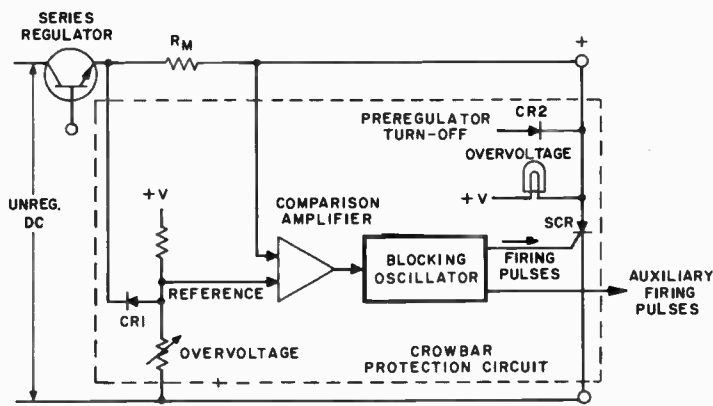 SERIES
REGULATOR
RM
+
PREREGULATOR
TURN-OFF
CR2
OVERVOLTAGE
+V
+V
COMPARISON
AMPLIFIER
SCR
UNREG.
DC
BLOCKING
OSCILLATOR
FIRING
PULSES
REFERENCE
AUXILIARY
FIRING
PULSES
CR1
OVERVOLTAGE
CROWBAR
PROTECTION CIRCUIT
+